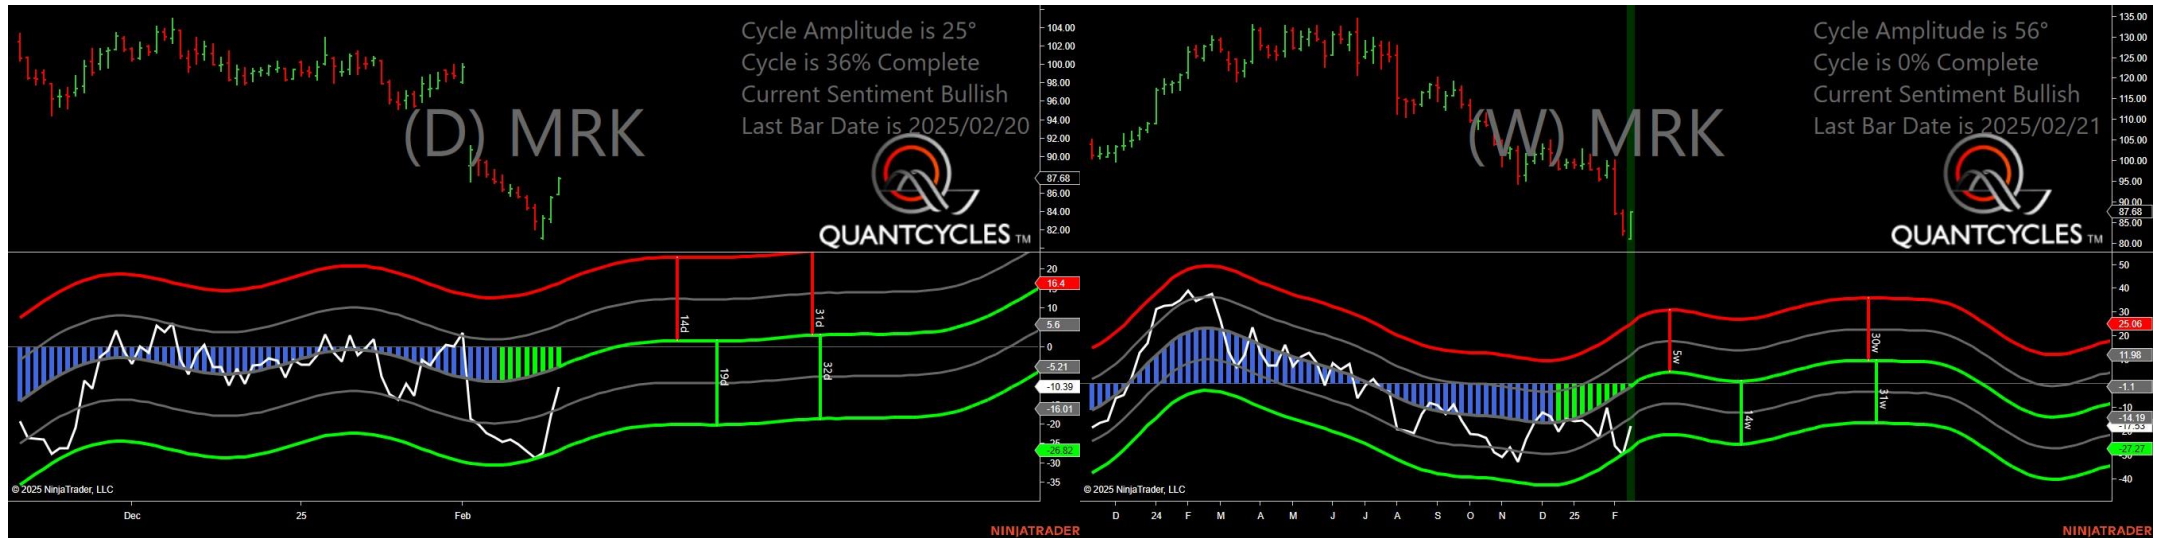 Cycle Amplitude is 25°
Cycle is 36% Complete
Current Sentiment Bullish
Last Bar Date is 2025/02/20
(D) MRK
QUANTCYCLES TM
104.00
102.00
100.00
98.00
96.00
94.00
92.00
90.00
87.68
86.00
84.00
82.00
20
16.4
10
5.6
0
-5.21
-10.39
-16.01
-20
-26.82
-30
-35
14d
31d
19d
32d
© 2025 NinjaTrader, LLC
Dec
25
Feb
NINJATRADER
Cycle Amplitude is 56°
Cycle is 0% Complete
Current Sentiment Bullish
Last Bar Date is 2025/02/21
(W) MRK
QUANTCYCLES TM
135.00
130.00
125.00
120.00
115.00
110.00
105.00
100.00
95.00
90.00
87.68
85.00
80.00
50
40
30
25.06
20
11.98
-1.1
-10
-14.19
-17.53
-27.27
-40
5w
30w
14w
31w
© 2025 NinjaTrader, LLC
D
24
F
M
A
M
J
J
A
S
O
N
D
25
F
NINJATRADER